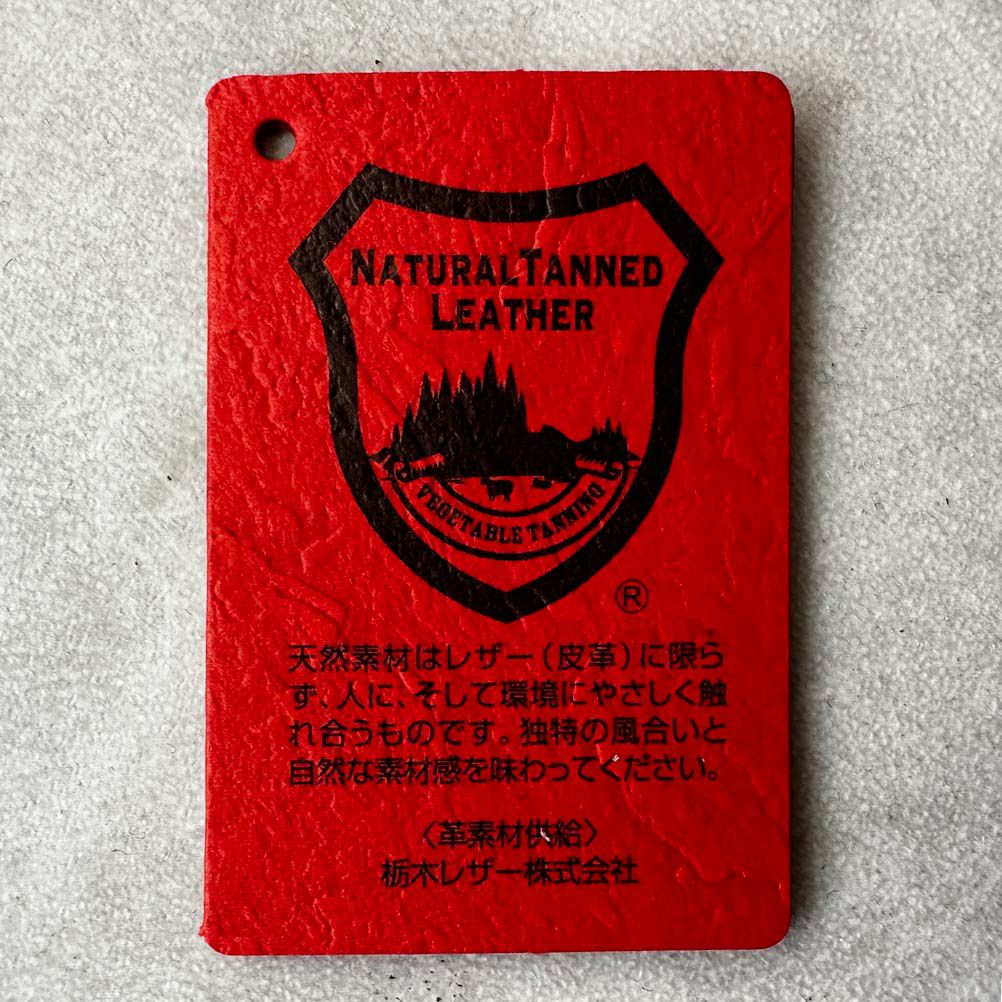 NATURAL TANNED
LEATHER
VEGETABLE TANNING
®
天然素材はレザー(皮革)に限ら
ず、人に、そして環境にやさしく触
れ合うものです。独特の風合いと
自然な素材感を味わってください。
〈革素材供給〉
栃木レザー株式会社